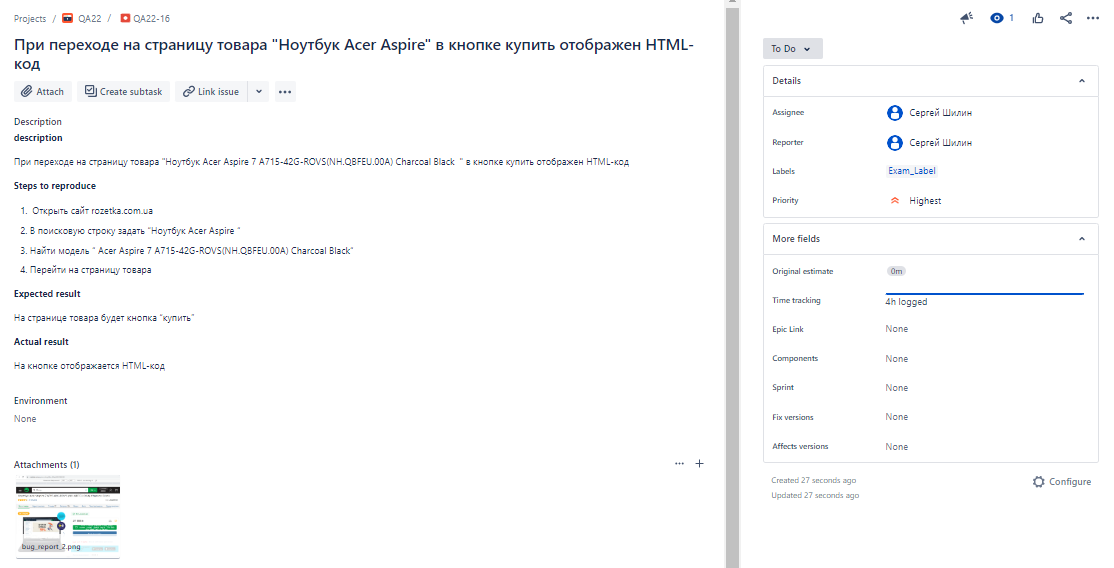 Projects / QA22 / QA22-16
1
При переходе на страницу товара "Ноутбук Acer Aspire" в кнопке купить отображен HTML-
код
Attach
Create subtask
Link issue
Description
description
При переходе на страницу товара "Ноутбук Acer Aspire 7 A715-42G-ROVS(NH.QBFEU.00A) Charcoal Black " в кнопке купить отображен HTML-код
Steps to reproduce
1. Открыть сайт rozetka.com.ua
2. В поисковую строку задать "Ноутбук Acer Aspire "
3. Найти модель " Acer Aspire 7 A715-42G-ROVS(NH.QBFEU.00A) Charcoal Black"
4. Перейти на страницу товара
Expected result
На странице товара будет кнопка "купить"
Actual result
На кнопке отображается HTML-код
Environment
None
Attachments (1)
bug_report_2.png
To Do
Details
Assignee
Сергей Шилин
Reporter
Сергей Шилин
Labels
Exam_Label
Priority
Highest
More fields
Original estimate
0m
Time tracking
4h logged
Epic Link
None
Components
None
Sprint
None
Fix versions
None
Affects versions
None
Created 27 seconds ago
Updated 27 seconds ago
Configure